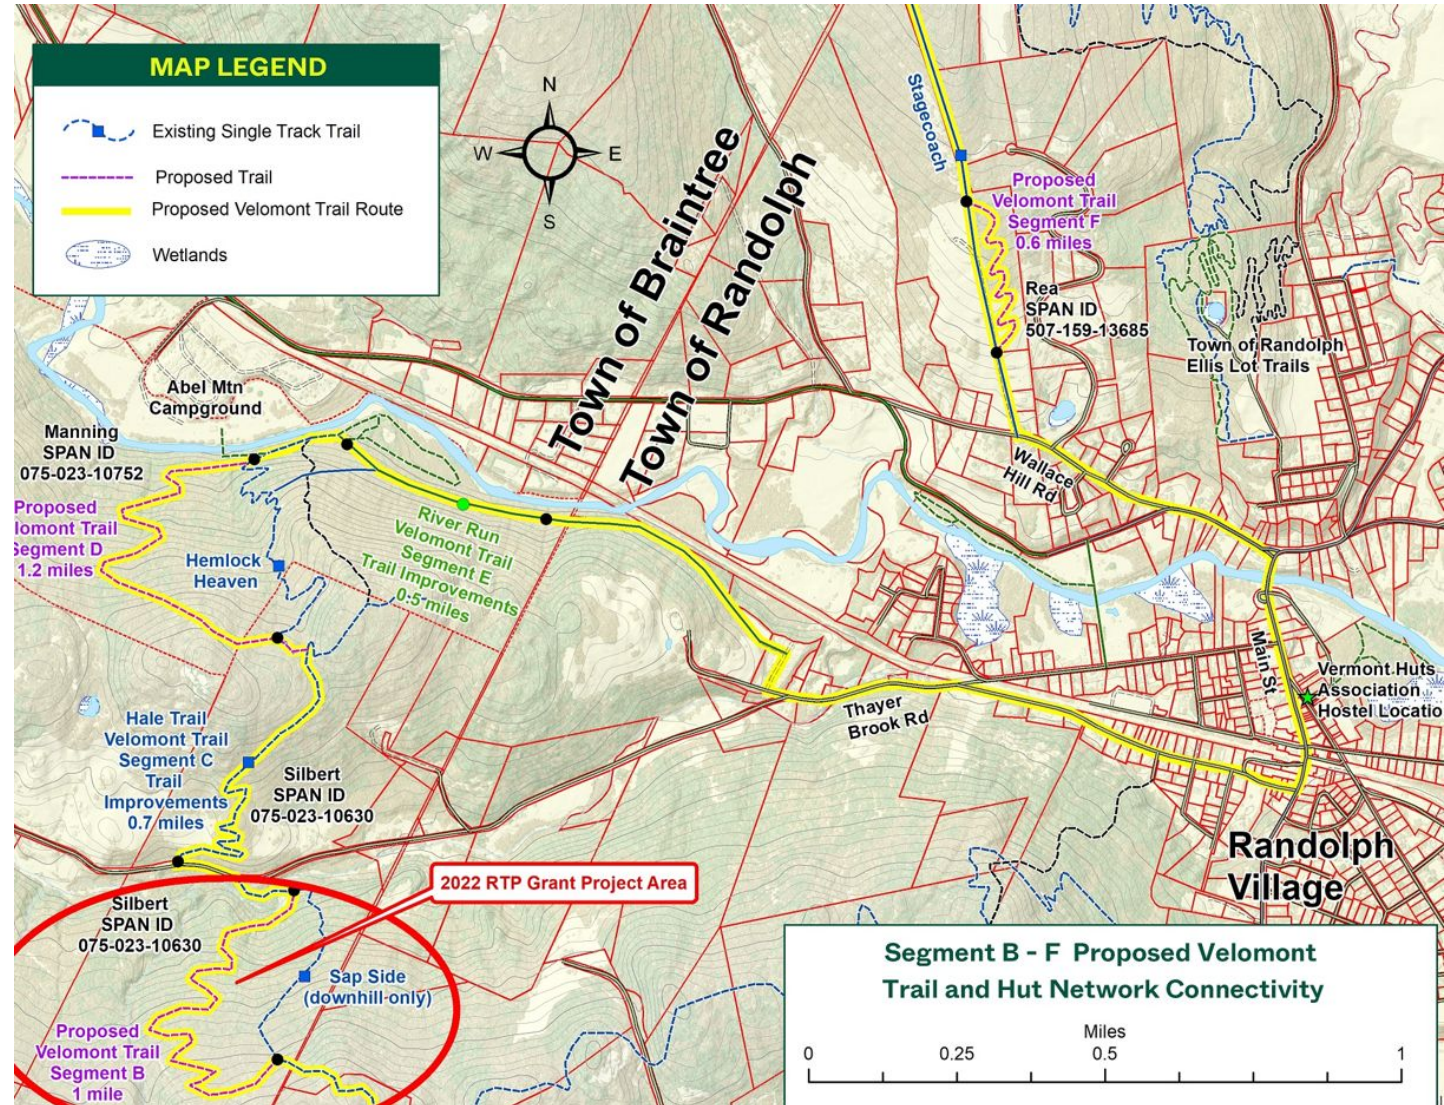 MAP LEGEND
Existing Single Track Trail
Proposed Trail
Proposed Velomont Trail Route
Wetlands
N
W
E
S
Town of Braintree
Town of Randolph
Stagecoach
Proposed
Velomont Trail
Segment F
0.6 miles
Rea
SPAN ID
507-159-13685
Town of Randolph
Ellis Lot Trails
Abel Mtn
Campground
Manning
SPAN ID
075-023-10752
Proposed
lomont Trail
Segment D
1.2 miles
Hemlock
Heaven
River Run
Velomont Trail
Segment E
Trail Improvements
0.5 miles
Wallace
Hill Rd
Main St
Vermont Huts
Association
Hostel Locatio
Thayer
Brook Rd
Hale Trail
Velomont Trail
Segment C
Trail
Improvements
0.7 miles
Silbert
SPAN ID
075-023-10630
2022 RTP Grant Project Area
Silbert
SPAN ID
075-023-10630
Sap Side
(downhill only)
Proposed
Velomont Trail
Segment B
1 mile
Randolph
Village
Segment B - F Proposed Velomont
Trail and Hut Network Connectivity
Miles
0 0.25 0.5 1